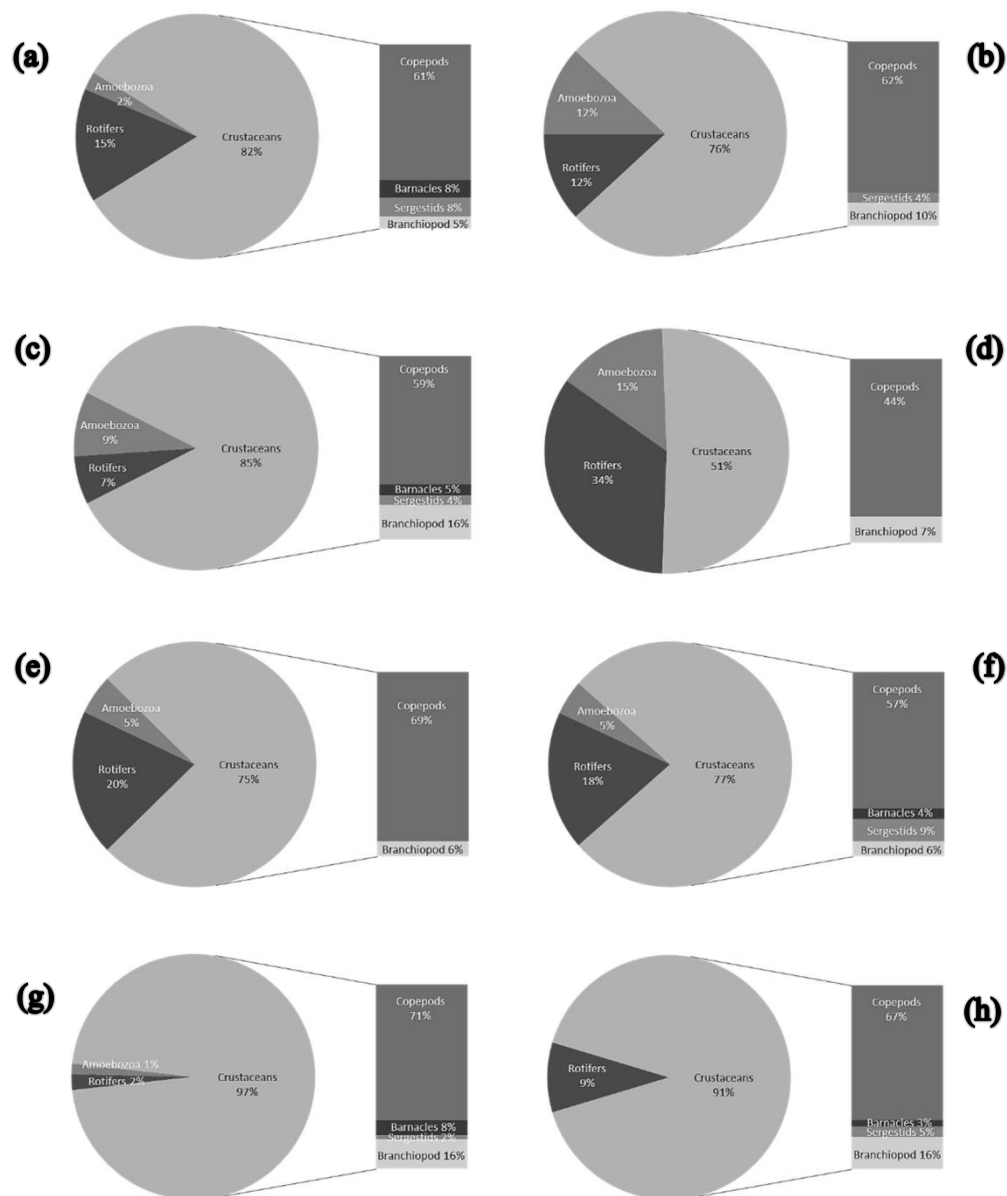 (a)
Amoebozoa
2%
Rotifers
15%
Crustaceans
82%
Copepods
61%
Barnacles 8%
Sergestids 8%
Branchiopod 5%
(b)
Amoebozoa
12%
Rotifers
12%
Crustaceans
76%
Copepods
62%
Sergestids 4%
Branchiopod 10%
(c)
Amoebozoa
9%
Rotifers
7%
Crustaceans
85%
Copepods
59%
Barnacles 5%
Sergestids 4%
Branchiopod 16%
(d)
Amoebozoa
15%
Rotifers
34%
Crustaceans
51%
Copepods
44%
Branchiopod 7%
(e)
Amoebozoa
5%
Rotifers
20%
Crustaceans
75%
Copepods
69%
Branchiopod 6%
(f)
Amoebozoa
5%
Rotifers
18%
Crustaceans
77%
Copepods
57%
Barnacles 4%
Sergestids 9%
Branchiopod 6%
(g)
Amoebozoa 1%
Rotifers 2%
Crustaceans
97%
Copepods
71%
Barnacles 8%
Sergestids 2%
Branchiopod 16%
(h)
Rotifers
9%
Crustaceans
91%
Copepods
67%
Barnacles 3%
Sergestids 5%
Branchiopod 16%